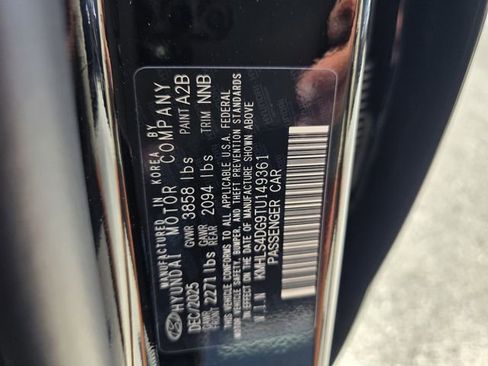 MANUFACTURED IN KOREA BY
HYUNDAI MOTOR COMPANY
DEC/2025 GVWR 3858 lbs PAINT A2B
GAWR FRONT 2271 lbs GAWR REAR 2094 lbs TRIM NNB
THIS VEHICLE CONFORMS TO ALL APPLICABLE U.S.A. FEDERAL
MOTOR VEHICLE SAFETY, BUMPER, AND THEFT PREVENTION STANDARDS
IN EFFECT ON THE DATE OF MANUFACTURE SHOWN ABOVE
V.I.N KMHLS4DG9TU149361
PASSENGER CAR